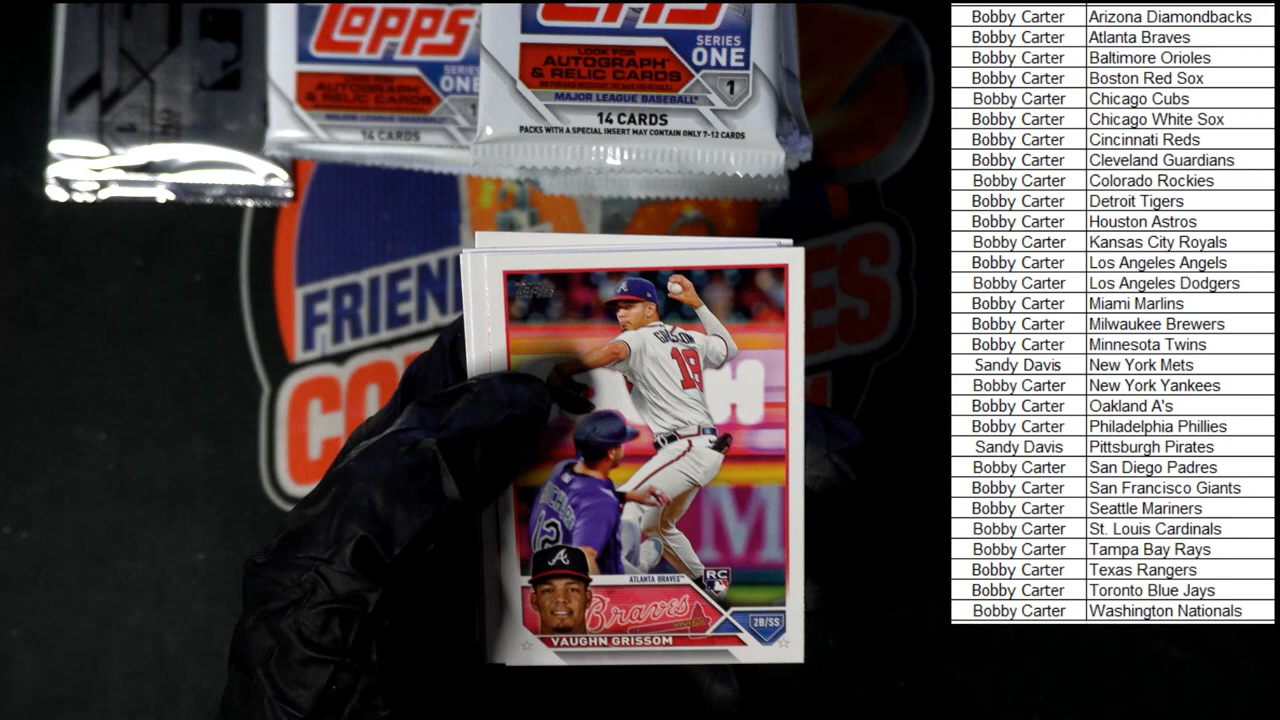 TOPPS
SERIES
ONE
AUTOGRAPH
& RELIC CARDS
MAJOR LEAGUE BASEBALL
14 CARDS
SERIES
ONE
1
LOOK FOR
AUTOGRAPH
& RELIC CARDS
MAJOR LEAGUE BASEBALL
14 CARDS
PACKS WITH A SPECIAL INSERT MAY CONTAIN ONLY 7-12 CARDS
FRIEN
CO
ES
Topps
GRISSOM
18
12
ATLANTA BRAVES
RC
Braves
2B/SS
VAUGHN GRISSOM
Bobby Carter Arizona Diamondbacks
Bobby Carter Atlanta Braves
Bobby Carter Baltimore Orioles
Bobby Carter Boston Red Sox
Bobby Carter Chicago Cubs
Bobby Carter Chicago White Sox
Bobby Carter Cincinnati Reds
Bobby Carter Cleveland Guardians
Bobby Carter Colorado Rockies
Bobby Carter Detroit Tigers
Bobby Carter Houston Astros
Bobby Carter Kansas City Royals
Bobby Carter Los Angeles Angels
Bobby Carter Los Angeles Dodgers
Bobby Carter Miami Marlins
Bobby Carter Milwaukee Brewers
Bobby Carter Minnesota Twins
Sandy Davis New York Mets
Bobby Carter New York Yankees
Bobby Carter Oakland A's
Bobby Carter Philadelphia Phillies
Sandy Davis Pittsburgh Pirates
Bobby Carter San Diego Padres
Bobby Carter San Francisco Giants
Bobby Carter Seattle Mariners
Bobby Carter St. Louis Cardinals
Bobby Carter Tampa Bay Rays
Bobby Carter Texas Rangers
Bobby Carter Toronto Blue Jays
Bobby Carter Washington Nationals